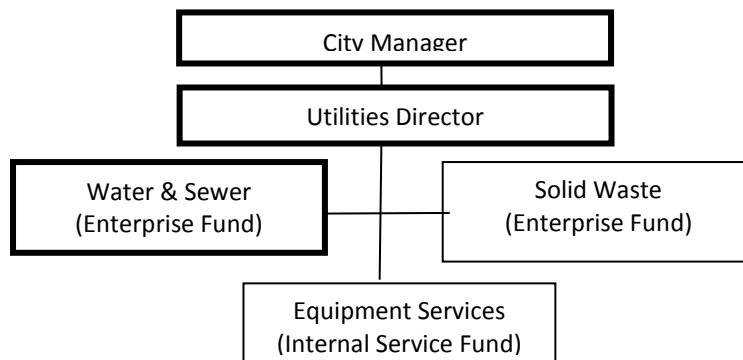 City Manager
Utilities Director
Water & Sewer
(Enterprise Fund)
Solid Waste
(Enterprise Fund)
Equipment Services
(Internal Service Fund)